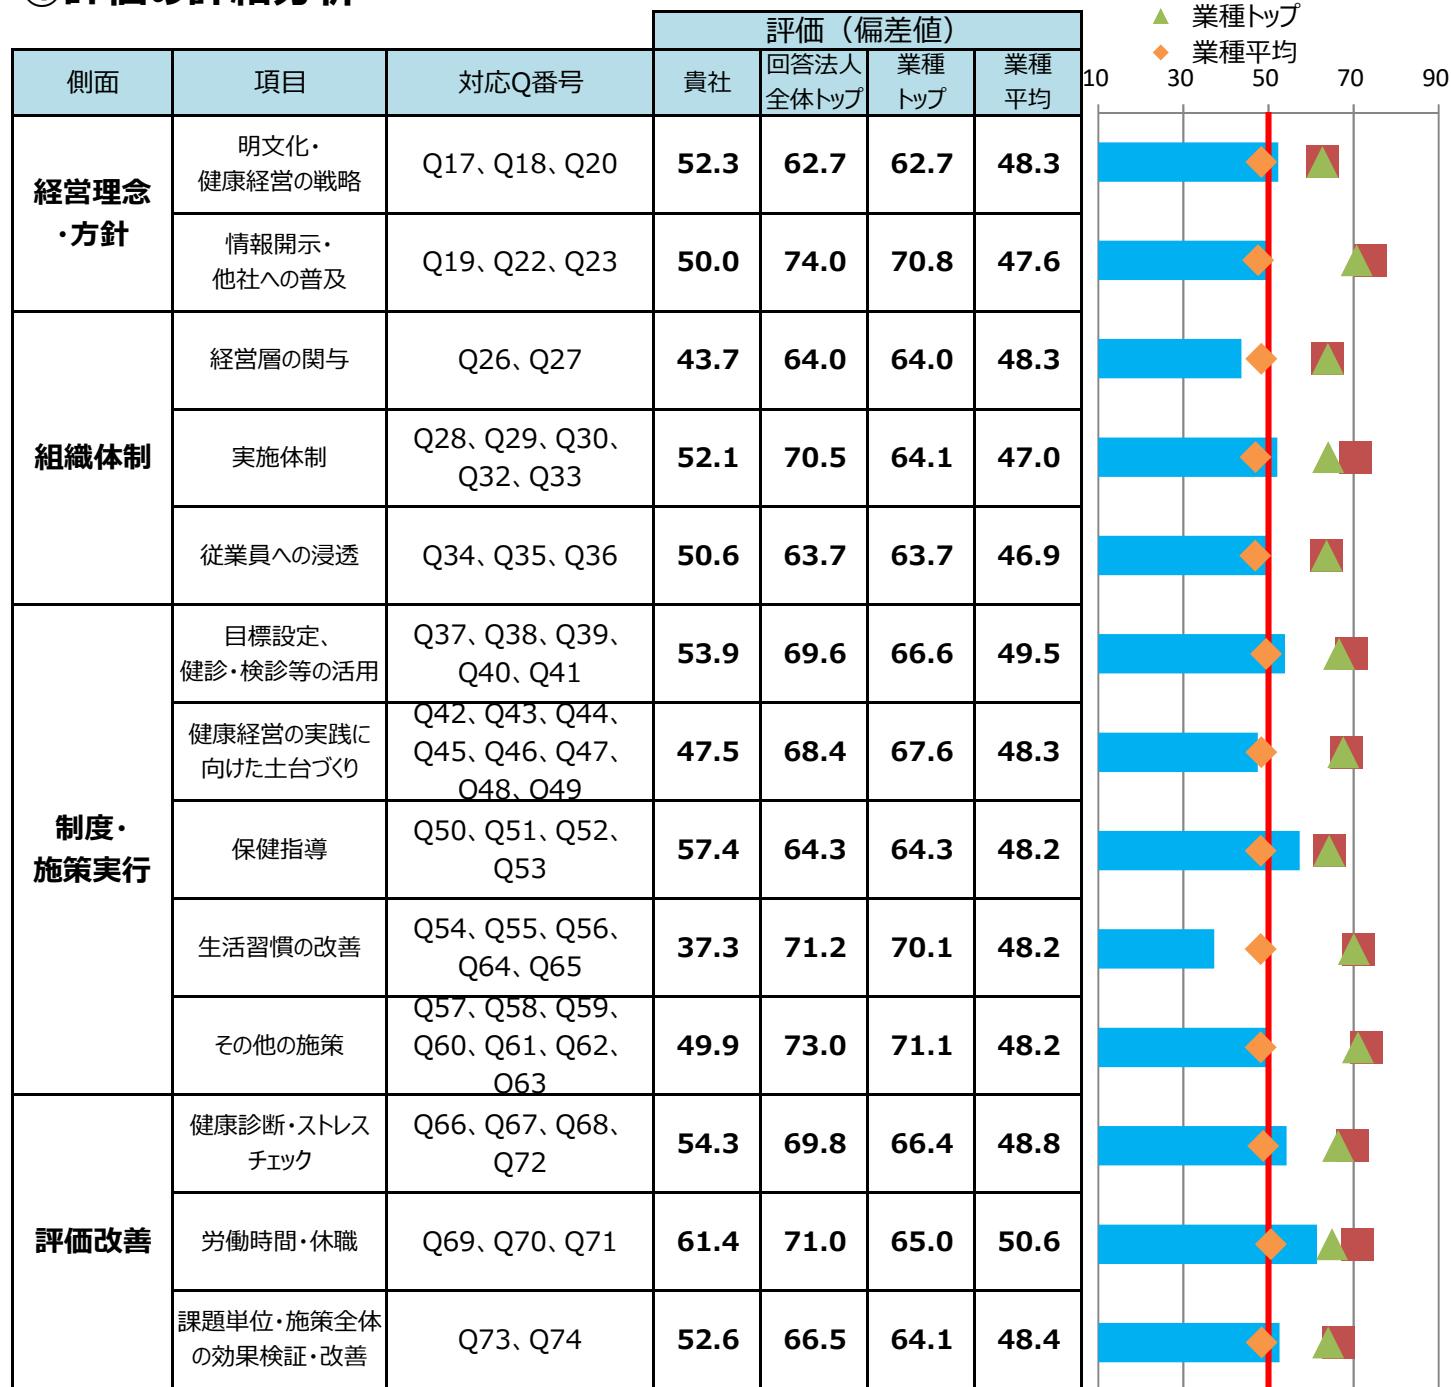 ▲ 業種トップ
◆ 業種平均
評価（偏差値）
側面 項目 対応Q番号 貴社 回答法人 業種 業種
全体トップ トップ 平均
10 30 50 70 90
経営理念
・方針
明文化・
健康経営の戦略
Q17、Q18、Q20 52.3 62.7 62.7 48.3
情報開示・
他社への普及
Q19、Q22、Q23 50.0 74.0 70.8 47.6
組織体制
経営層の関与 Q26、Q27 43.7 64.0 64.0 48.3
実施体制
Q28、Q29、Q30、
Q32、Q33
52.1 70.5 64.1 47.0
従業員への浸透 Q34、Q35、Q36 50.6 63.7 63.7 46.9
制度・
施策実行
目標設定、
健診・検診等の活用
Q37、Q38、Q39、
Q40、Q41
53.9 69.6 66.6 49.5
健康経営の実践に
向けた土台づくり
Q42、Q43、Q44、
Q45、Q46、Q47、
Q48、Q49
47.5 68.4 67.6 48.3
保健指導
Q50、Q51、Q52、
Q53
57.4 64.3 64.3 48.2
生活習慣の改善
Q54、Q55、Q56、
Q64、Q65
37.3 71.2 70.1 48.2
その他の施策
Q57、Q58、Q59、
Q60、Q61、Q62、
Q63
49.9 73.0 71.1 48.2
評価改善
健康診断・ストレス
チェック
Q66、Q67、Q68、
Q72
54.3 69.8 66.4 48.8
労働時間・休職 Q69、Q70、Q71 61.4 71.0 65.0 50.6
課題単位・施策全体
の効果検証・改善
Q73、Q74 52.6 66.5 64.1 48.4